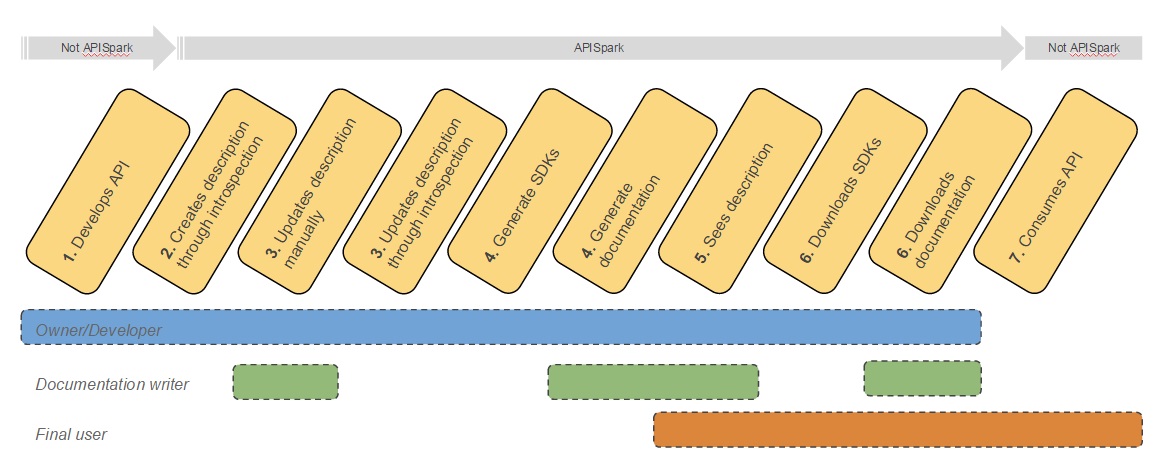 Not APISpark
APISpark
Not APISpark
1. Develops API
2. Creates description
through introspection
3. Updates description
manually
3. Updates description
through introspection
4. Generate SDKs
4. Generate
documentation
5. Sees description
6. Downloads SDKs
6. Downloads
documentation
7. Consumes API
Owner/Developer
Documentation writer
Final user